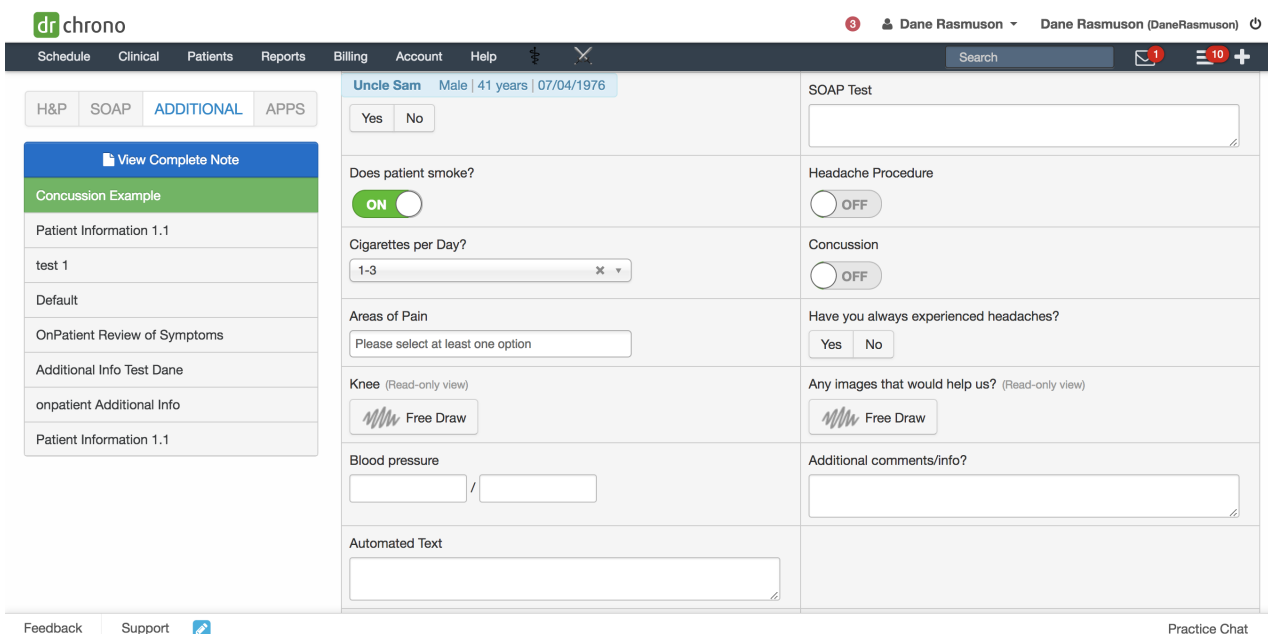 dr chrono
3
Dane Rasmuson
Dane Rasmuson (DaneRasmuson)
Schedule Clinical Patients Reports Billing Account Help
Search
1
10
H&P SOAP ADDITIONAL APPS
View Complete Note
Concussion Example
Patient Information 1.1
test 1
Default
OnPatient Review of Symptoms
Additional Info Test Dane
onpatient Additional Info
Patient Information 1.1
Uncle Sam Male | 41 years | 07/04/1976
Yes No
SOAP Test
Does patient smoke?
ON
Headache Procedure
OFF
Cigarettes per Day?
1-3
Concussion
OFF
Areas of Pain
Please select at least one option
Have you always experienced headaches?
Yes No
Knee (Read-only view)
Free Draw
Any images that would help us? (Read-only view)
Free Draw
Blood pressure
/
Additional comments/info?
Automated Text
Feedback Support
Practice Chat